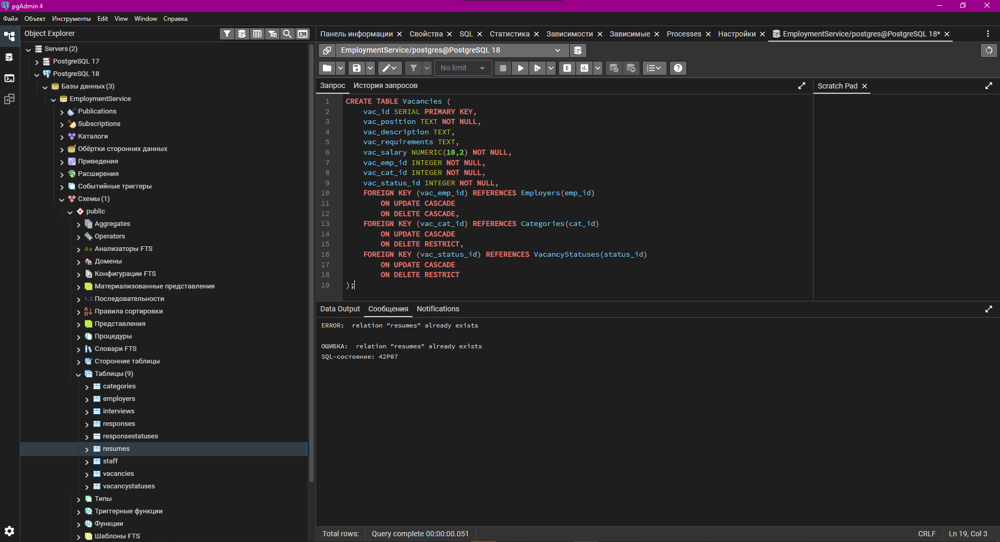 pgAdmin 4
Файл Объект Инструменты Edit View Window Справка
Object Explorer
Servers (2)
PostgreSQL 17
PostgreSQL 18
Базы данных (3)
EmploymentService
Publications
Subscriptions
Каталоги
Обёртки сторонних данных
Приведения
Расширения
Событийные триггеры
Схемы (1)
public
Aggregates
Operators
Aa Анализаторы FTS
Домены
Конфигурации FTS
Материализованные представления
1..3 Последовательности
Правила сортировки
Представления
Процедуры
Словари FTS
Сторонние таблицы
Таблицы (9)
categories
employers
interviews
responses
responsestatuses
resumes
staff
vacancies
vacancystatuses
Типы
Триггерные функции
Функции
Шаблоны FTS
Панель информации Свойства SQL Статистика Зависимости Зависимые Processes Настройки EmploymentService/postgres@PostgreSQL 18*
EmploymentService/postgres@PostgreSQL 18
No limit E
Запрос История запросов
Scratch Pad
1 CREATE TABLE Vacancies (
2 vac_id SERIAL PRIMARY KEY,
3 vac_position TEXT NOT NULL,
4 vac_description TEXT,
5 vac_requirements TEXT,
6 vac_salary NUMERIC(10,2) NOT NULL,
7 vac_emp_id INTEGER NOT NULL,
8 vac_cat_id INTEGER NOT NULL,
9 vac_status_id INTEGER NOT NULL,
10 FOREIGN KEY (vac_emp_id) REFERENCES Employers(emp_id)
11 ON UPDATE CASCADE
12 ON DELETE CASCADE,
13 FOREIGN KEY (vac_cat_id) REFERENCES Categories(cat_id)
14 ON UPDATE CASCADE
15 ON DELETE RESTRICT,
16 FOREIGN KEY (vac_status_id) REFERENCES VacancyStatuses(status_id)
17 ON UPDATE CASCADE
18 ON DELETE RESTRICT
19 );
Data Output Сообщения Notifications
ERROR: relation "resumes" already exists
ОШИБКА: relation "resumes" already exists
SQL-состояние: 42P07
Total rows: Query complete 00:00:00.051
CRLF Ln 19, Col 3